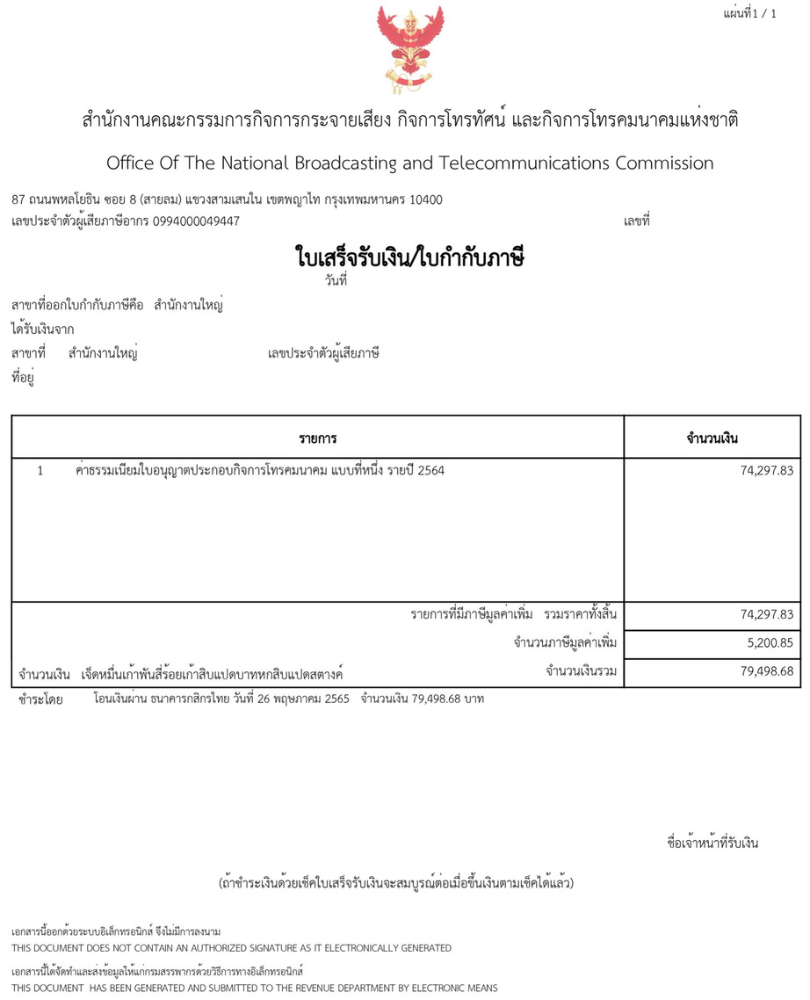 แผ่นที่1 / 1
สำนักงานคณะกรรมการกิจการกระจายเสียง กิจการโทรทัศน์ และกิจการโทรคมนาคมแห่งชาติ
Office Of The National Broadcasting and Telecommunications Commission
87 ถนนพหลโยธิน ซอย 8 (สายลม) แขวงสามเสนใน เขตพญาไท กรุงเทพมหานคร 10400
เลขประจำตัวผู้เสียภาษีอากร 0994000049447 เลขที่
ใบเสร็จรับเงิน/ใบกำกับภาษี
วันที่
สาขาที่ออกใบกำกับภาษีคือ สำนักงานใหญ่
ได้รับเงินจาก
สาขาที่ สำนักงานใหญ่ เลขประจำตัวผู้เสียภาษี
ที่อยู่
รายการ จำนวนเงิน
1 ค่าธรรมเนียมใบอนุญาตประกอบกิจการโทรคมนาคม แบบที่หนึ่ง รายปี 2564 74,297.83
รายการที่มีภาษีมูลค่าเพิ่ม รวมราคาทั้งสิ้น 74,297.83
จำนวนภาษีมูลค่าเพิ่ม 5,200.85
จำนวนเงิน เจ็ดหมื่นเก้าพันสี่ร้อยเก้าสิบแปดบาทหกสิบแปดสตางค์ จำนวนเงินรวม 79,498.68
ชำระโดย โอนเงินผ่าน ธนาคารกสิกรไทย วันที่ 26 พฤษภาคม 2565 จำนวนเงิน 79,498.68 บาท
ชื่อเจ้าหน้าที่รับเงิน
(ถ้าชำระเงินด้วยเช็คใบเสร็จรับเงินจะสมบูรณ์ต่อเมื่อขึ้นเงินตามเช็คได้แล้ว)
เอกสารนี้ออกด้วยระบบอิเล็กทรอนิกส์ จึงไม่มีการลงนาม
THIS DOCUMENT DOES NOT CONTAIN AN AUTHORIZED SIGNATURE AS IT ELECTRONICALLY GENERATED
เอกสารนี้ได้จัดทำและส่งข้อมูลให้แก่กรมสรรพากรด้วยวิธีการทางอิเล็กทรอนิกส์
THIS DOCUMENT HAS BEEN GENERATED AND SUBMITTED TO THE REVENUE DEPARTMENT BY ELECTRONIC MEANS